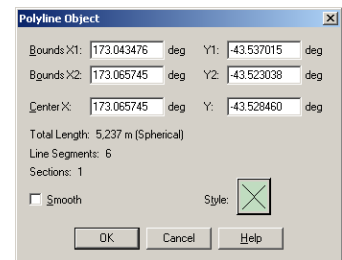 Polyline Object
Bounds X1: 173.043476 deg Y1: -43.537015 deg
Bounds X2: 173.065745 deg Y2: -43.523038 deg
Center X: 173.065745 deg Y: -43.528460 deg
Total Length: 5,237 m (Spherical)
Line Segments: 6
Sections: 1
Smooth Style:
OK Cancel Help